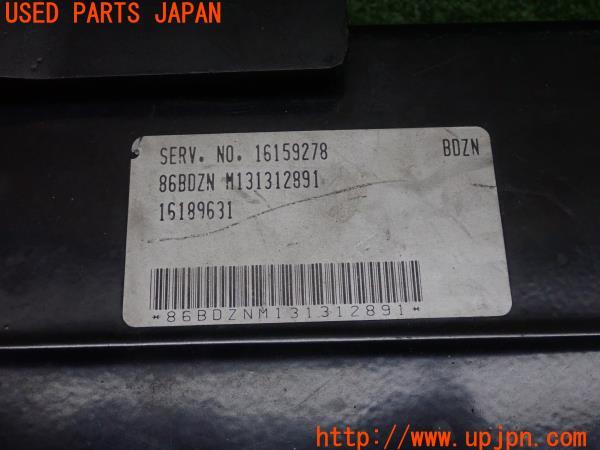 USED PARTS JAPAN
SERV. NO. 16159278 BDZN
86BDZN M131312891
16189631
*86BDZNM131312891*
http://www.upjpn.com/